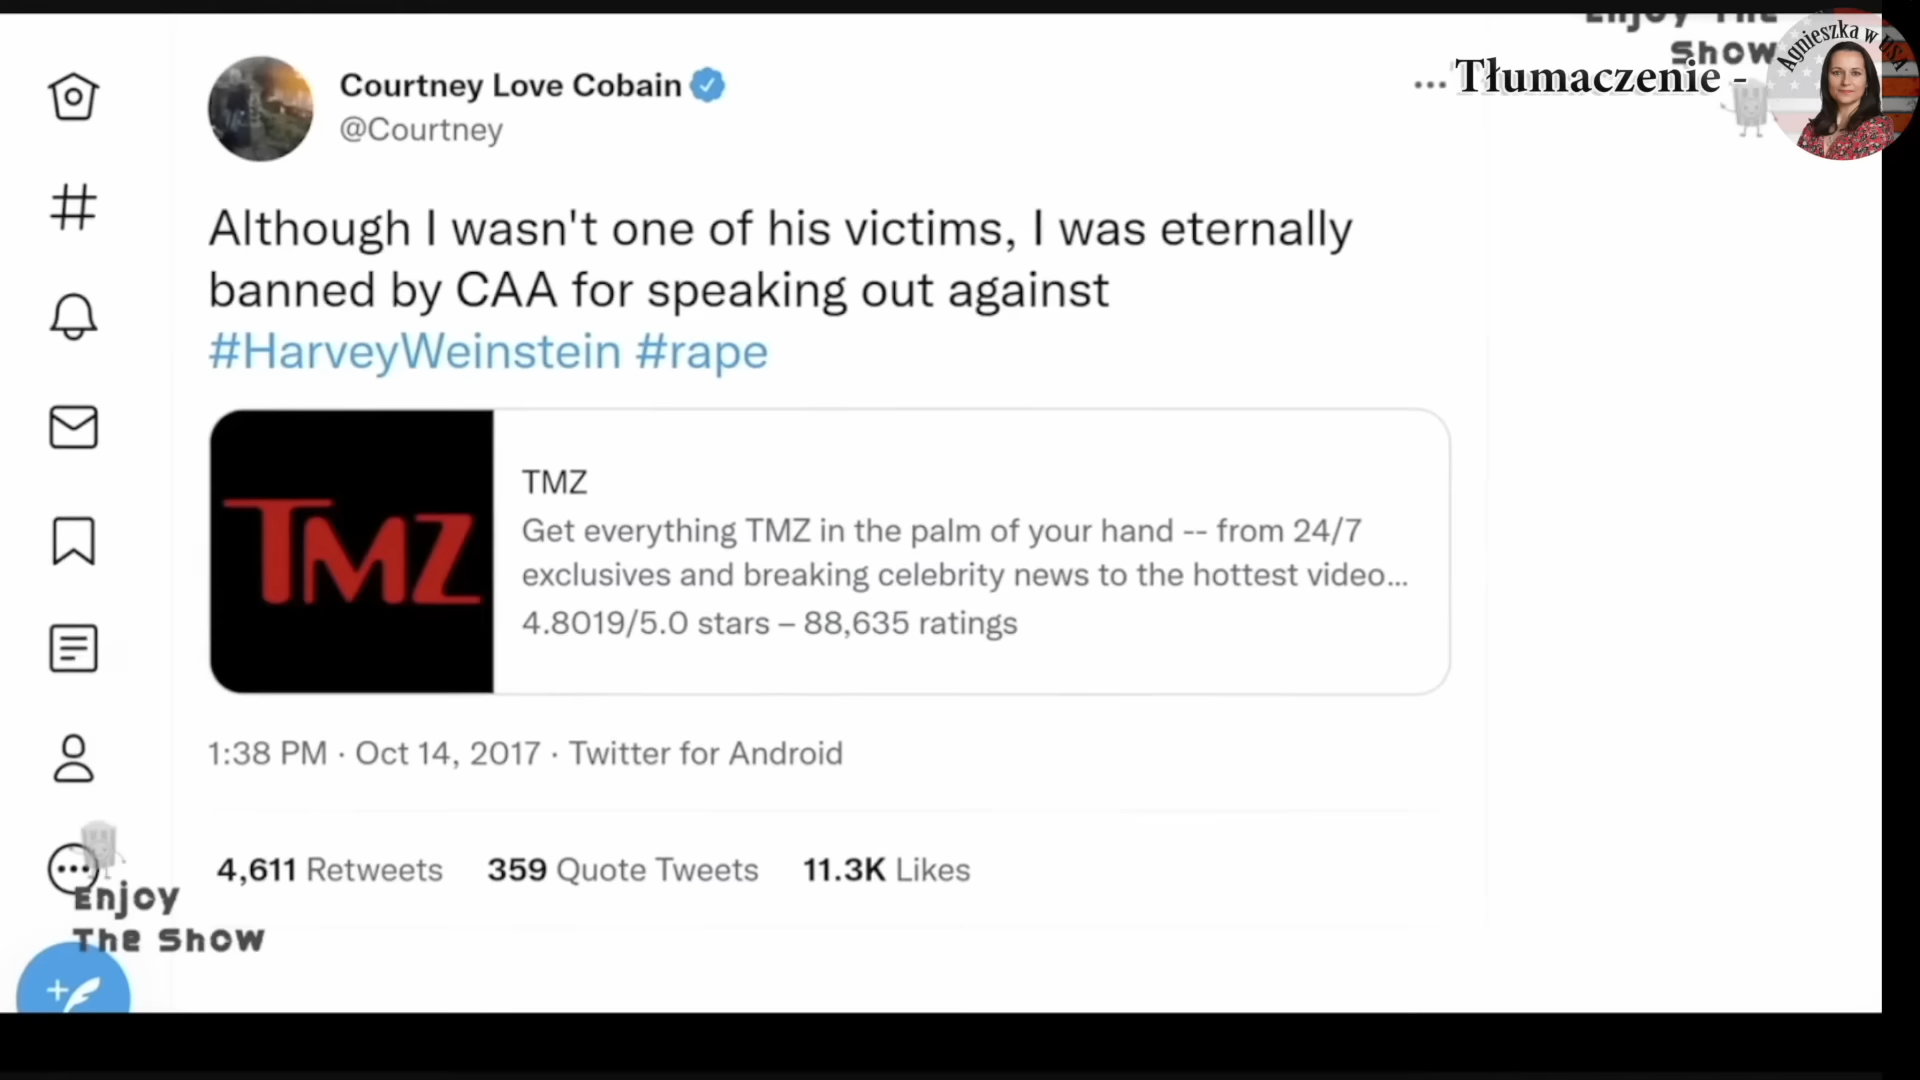 Enjoy The
Show
Agnieszka w USA
Tłumaczenie -
Courtney Love Cobain
@Courtney
Although I wasn't one of his victims, I was eternally
banned by CAA for speaking out against
#HarveyWeinstein #rape
TMZ
TMZ
Get everything TMZ in the palm of your hand -- from 24/7
exclusives and breaking celebrity news to the hottest video...
4.8019/5.0 stars – 88,635 ratings
1:38 PM · Oct 14, 2017 · Twitter for Android
4,611 Retweets 359 Quote Tweets 11.3K Likes
Enjoy
The Show